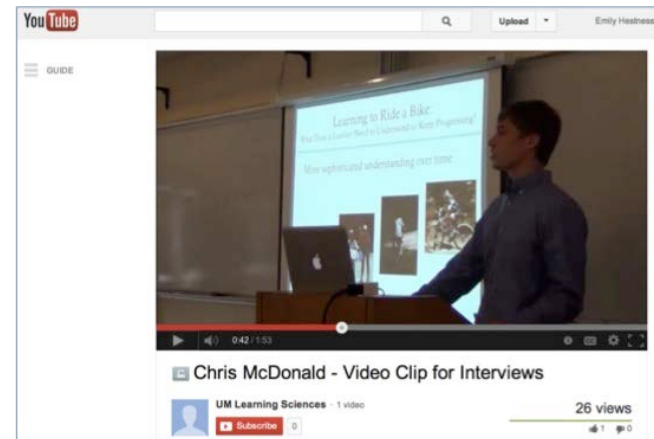 You Tube
Upload
Emily Hestness
GUIDE
Learning to Ride a Bike:
What Does a Learner Need to Understand to Keep Progressing?
More sophisticated understanding over time
0:42 / 1:53
CC
Chris McDonald - Video Clip for Interviews
UM Learning Sciences · 1 video
Subscribe 0
26 views
1 0